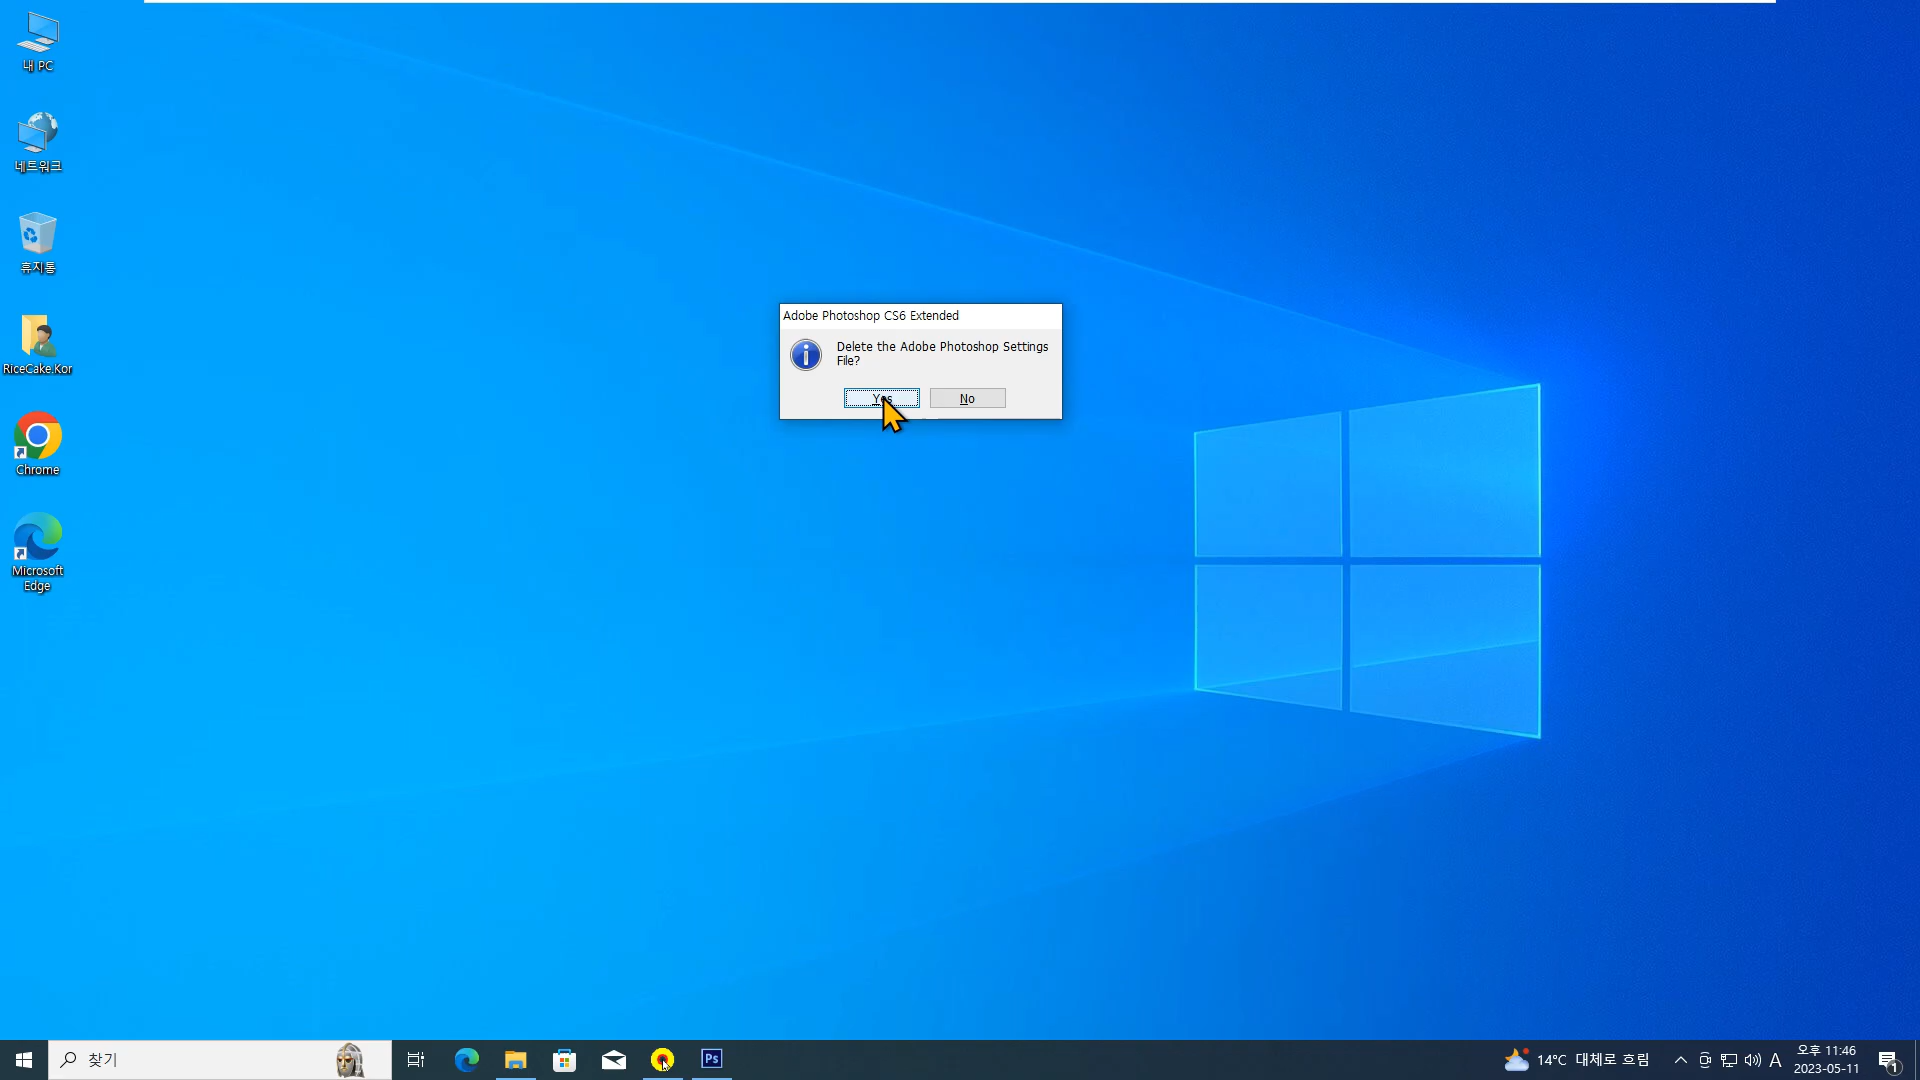 내 PC
네트워크
휴지통
RiceCake.Kor
Chrome
Microsoft
Edge
Adobe Photoshop CS6 Extended
Delete the Adobe Photoshop Settings
File?
Yes
No
찾기
Ps
14°C 대체로 흐림
A
오후 11:46
2023-05-11
1